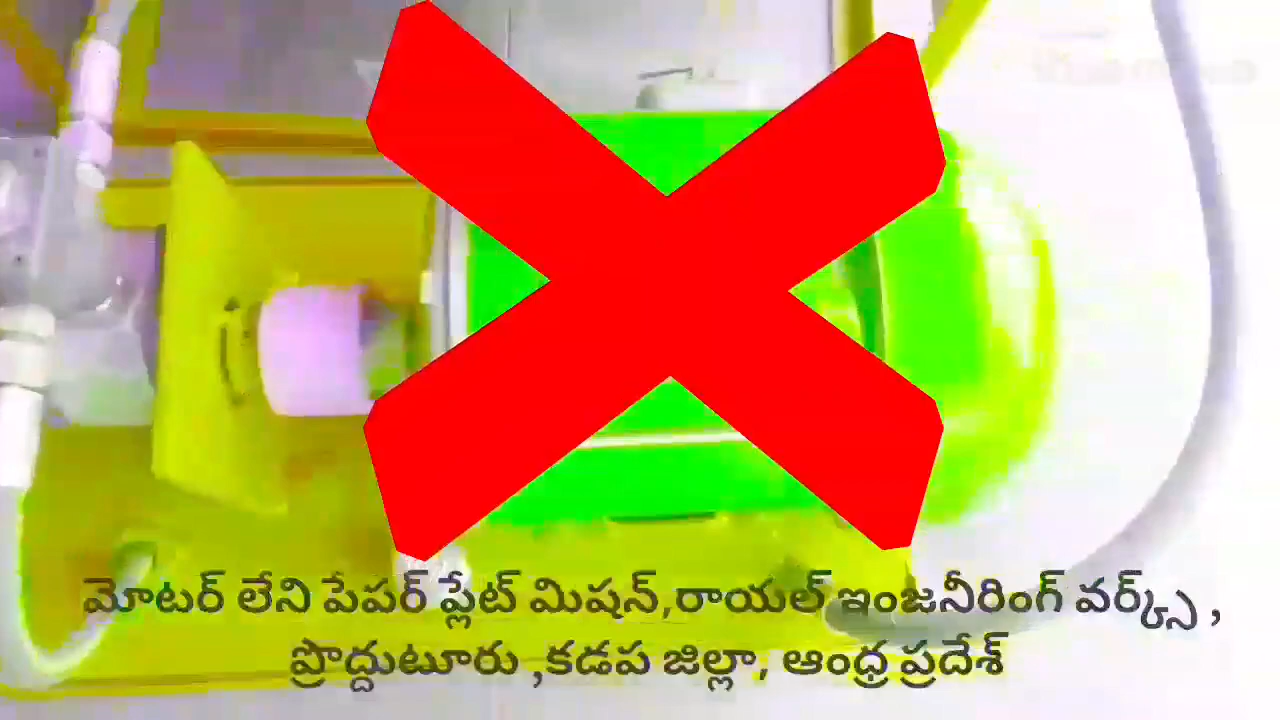 మోటర్ లేని పేపర్ ప్లేట్ మిషన్,రాయల్ ఇంజనీరింగ్ వర్క్స్ ,
ప్రొద్దుటూరు ,కడప జిల్లా, ఆంధ్ర ప్రదేశ్